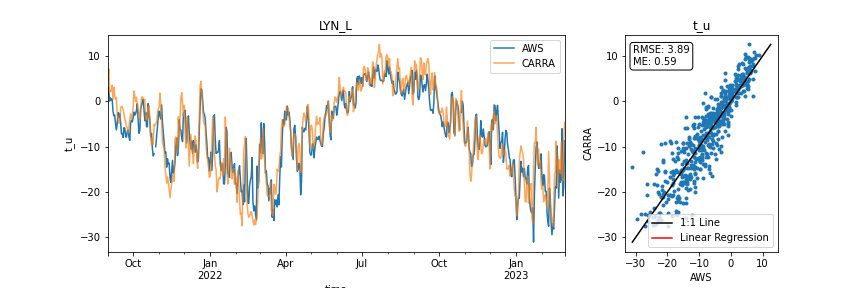 LYN_L
t_u
10
0
−10
−20
−30
t_u
AWS
CARRA
Oct
Jan
2022
Apr
Jul
Oct
Jan
2023
t_u
RMSE: 3.89
ME: 0.59
10
0
−10
−20
−30
CARRA
1:1 Line
Linear Regression
−30
−20
−10
0
10
AWS